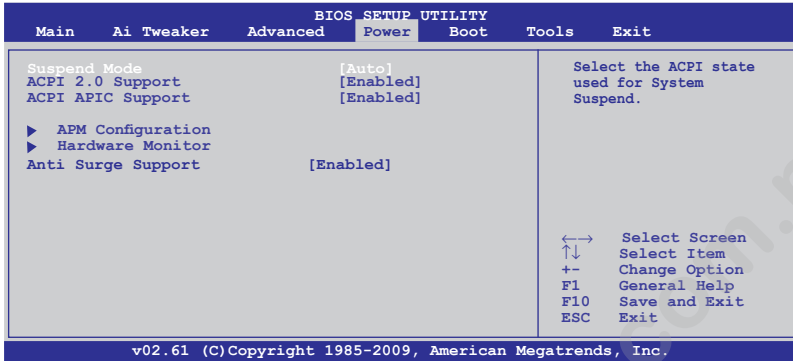 BIOS SETUP UTILITY
Main Ai Tweaker Advanced Power Boot Tools Exit
Suspend Mode [Auto]
ACPI 2.0 Support [Enabled]
ACPI APIC Support [Enabled]
APM Configuration
Hardware Monitor
Anti Surge Support [Enabled]
Select the ACPI state
used for System
Suspend.
←→ Select Screen
↑↓ Select Item
+- Change Option
F1 General Help
F10 Save and Exit
ESC Exit
v02.61 (C)Copyright 1985-2009, American Megatrends, Inc.